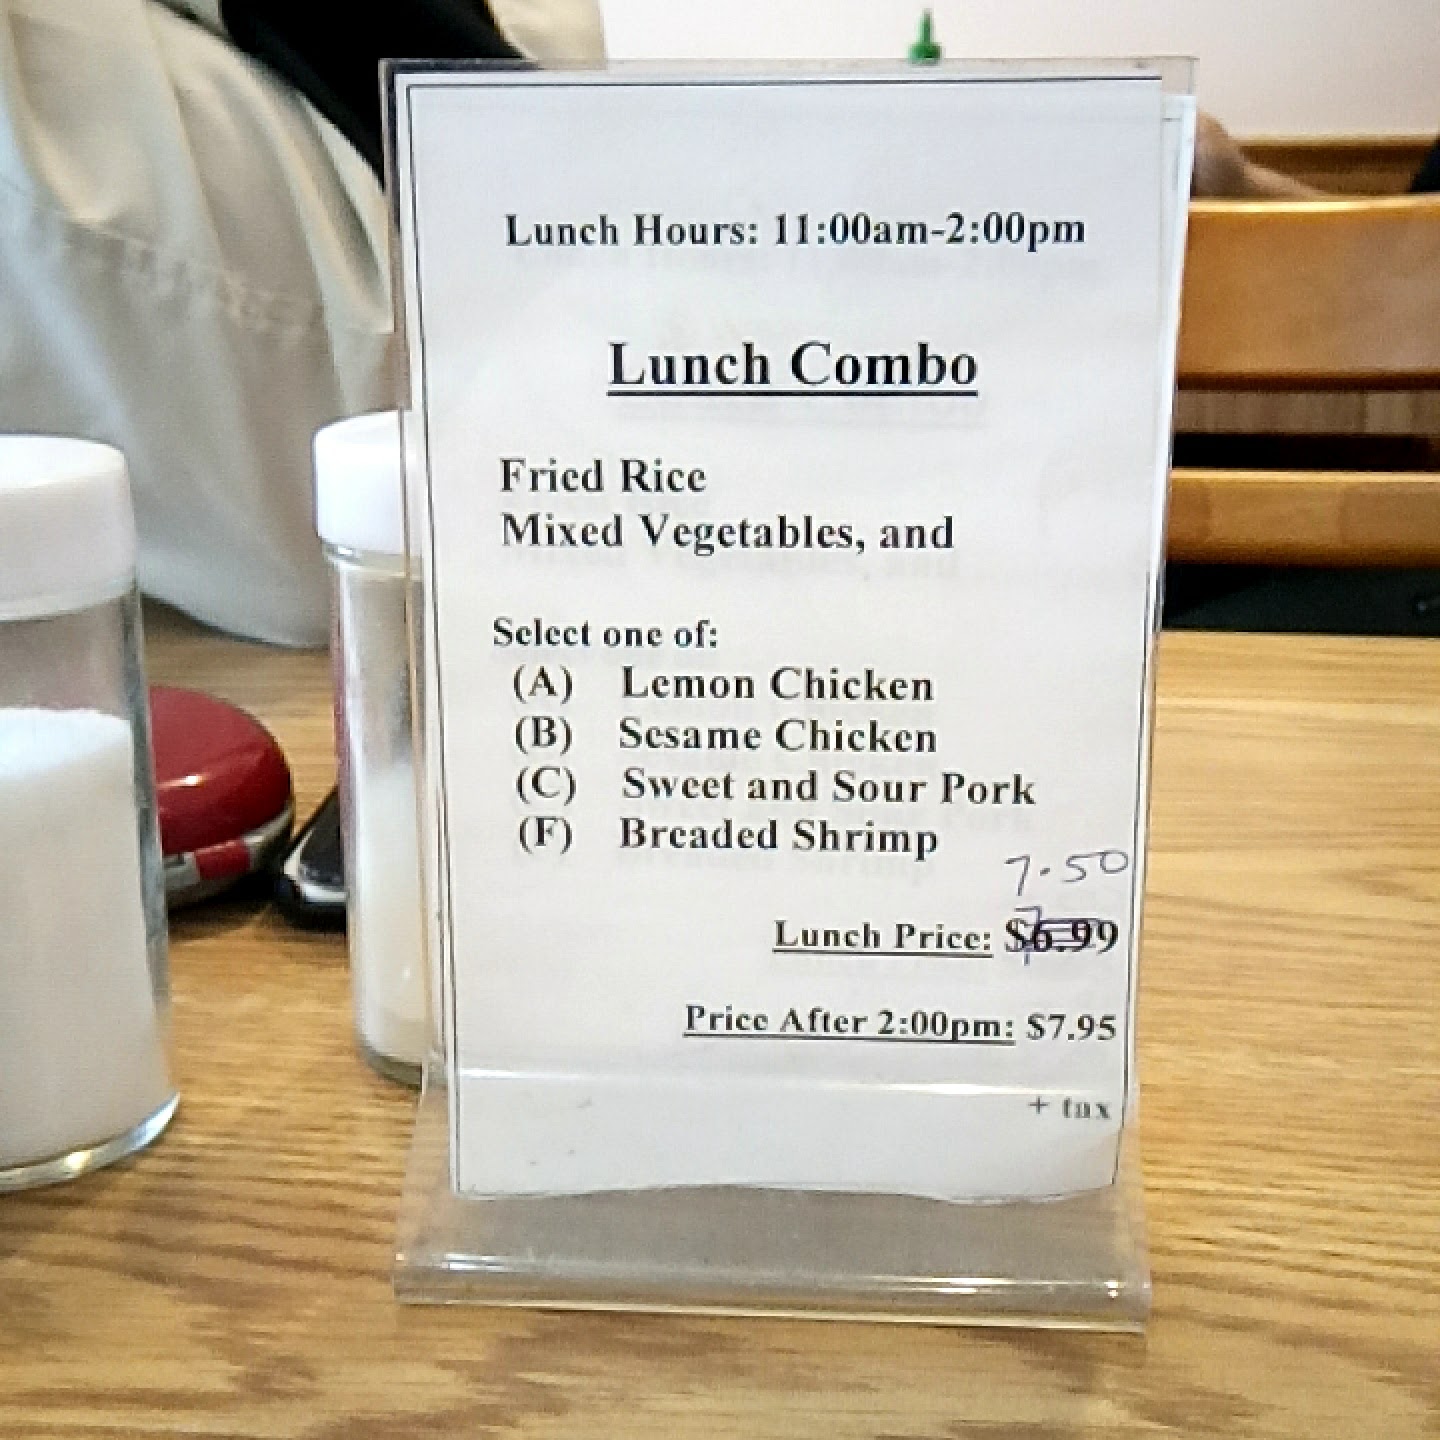 Lunch Hours: 11:00am-2:00pm
Lunch Combo
Fried Rice
Mixed Vegetables, and
Select one of:
(A) Lemon Chicken
(B) Sesame Chicken
(C) Sweet and Sour Pork
(F) Breaded Shrimp
7.50
Lunch Price: $6.99
Price After 2:00pm: $7.95
+ tax